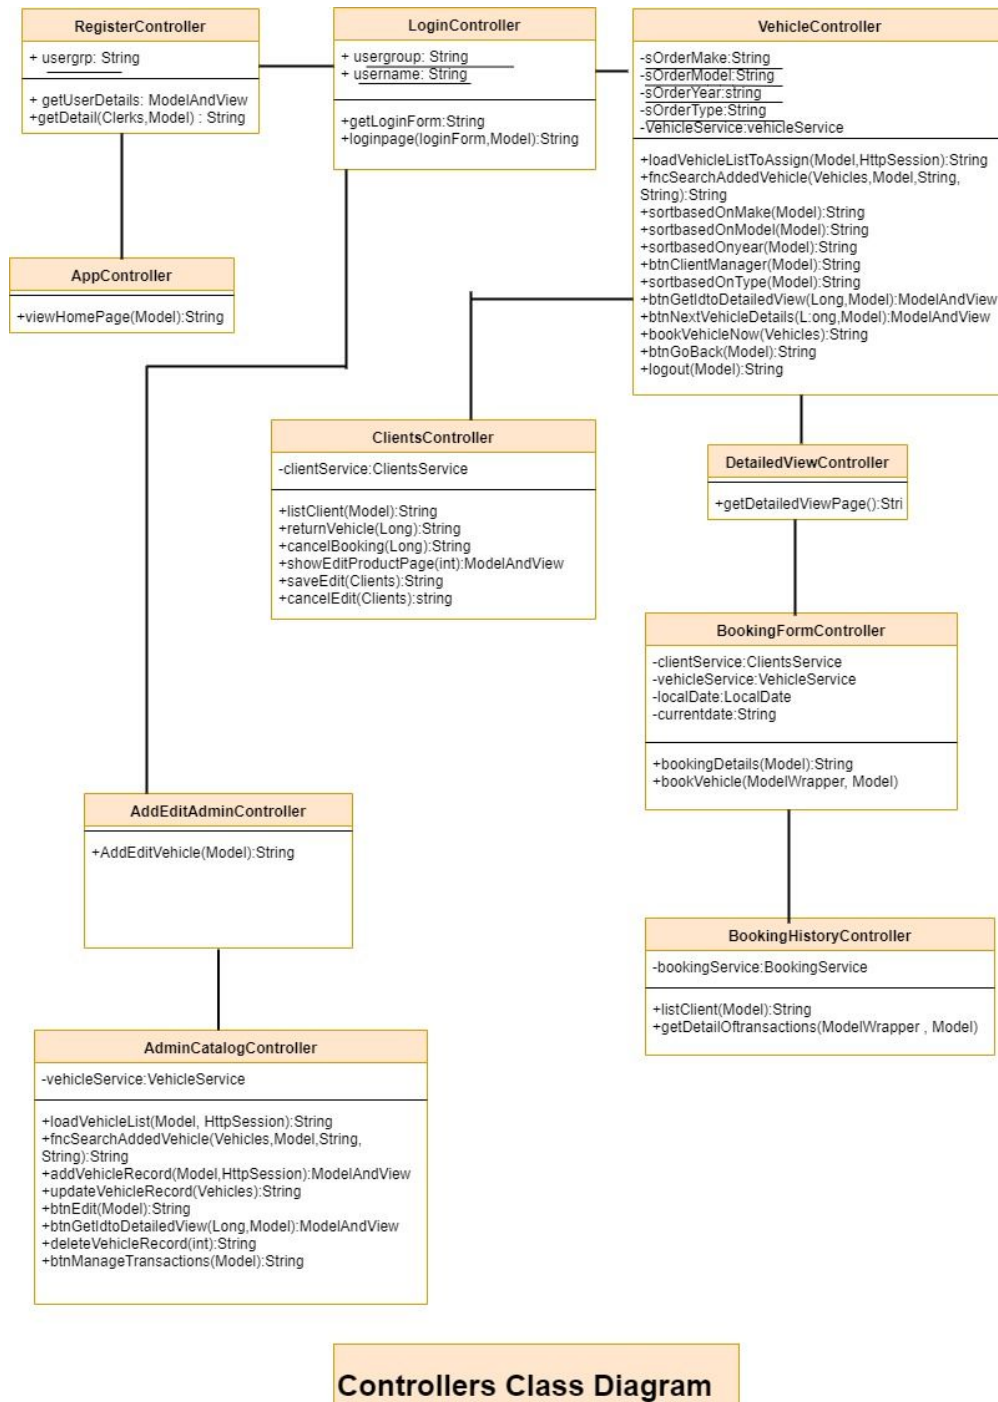 RegisterController
+ usergrp: String
+ getUserDetails: ModelAndView
+getDetail(Clerks,Model) : String
LoginController
+ usergroup: String
+ username: String
+getLoginForm:String
+loginpage(loginForm,Model):String
VehicleController
-sOrderMake:String
-sOrderModel:String
-sOrderYear:string
-sOrderType:String
-VehicleService:vehicleService
+loadVehicleListToAssign(Model,HttpSession):String
+fncSearchAddedVehicle(Vehicles,Model,String,
String):String
+sortbasedOnMake(Model):String
+sortbasedOnModel(Model):String
+sortbasedOnyear(Model):String
+btnClientManager(Model):String
+sortbasedOnType(Model):String
+btnGetIdtoDetailedView(Long,Model):ModelAndView
+btnNextVehicleDetails(L:ong,Model):ModelAndView
+bookVehicleNow(Vehicles):String
+btnGoBack(Model):String
+logout(Model):String
AppController
+viewHomePage(Model):String
ClientsController
-clientService:ClientsService
+listClient(Model):String
+returnVehicle(Long):String
+cancelBooking(Long):String
+showEditProductPage(int):ModelAndView
+saveEdit(Clients):String
+cancelEdit(Clients):string
DetailedViewController
+getDetailedViewPage():Stri
BookingFormController
-clientService:ClientsService
-vehicleService:VehicleService
-localDate:LocalDate
-currentdate:String
+bookingDetails(Model):String
+bookVehicle(ModelWrapper, Model)
AddEditAdminController
+AddEditVehicle(Model):String
BookingHistoryController
-bookingService:BookingService
+listClient(Model):String
+getDetailOftransactions(ModelWrapper , Model)
AdminCatalogController
-vehicleService:VehicleService
+loadVehicleList(Model, HttpSession):String
+fncSearchAddedVehicle(Vehicles,Model,String,
String):String
+addVehicleRecord(Model,HttpSession):ModelAndView
+updateVehicleRecord(Vehicles):String
+btnEdit(Model):String
+btnGetIdtoDetailedView(Long,Model):ModelAndView
+deleteVehicleRecord(int):String
+btnManageTransactions(Model):String
Controllers Class Diagram